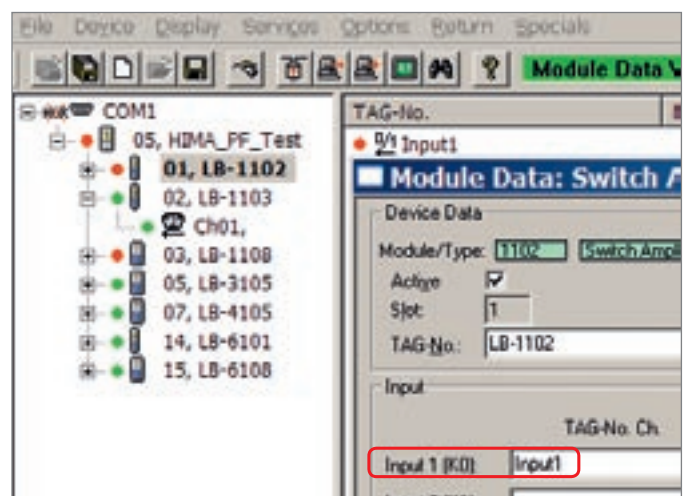 File Device Display Services Options Return Specials
Module Data
COM1
05, HIMA_PF_Test
01, LB-1102
02, LB-1103
Ch01,
03, LB-1108
05, LB-3105
07, LB-4105
14, LB-6101
15, LB-6108
TAG-No.
0/1 Input1
Module Data: Switch
Device Data
Module/Type: 1102 Switch Ampl
Active
Slot: 1
TAG-No.: LB-1102
Input
TAG-No. Ch.
Input 1 (K0): Input1